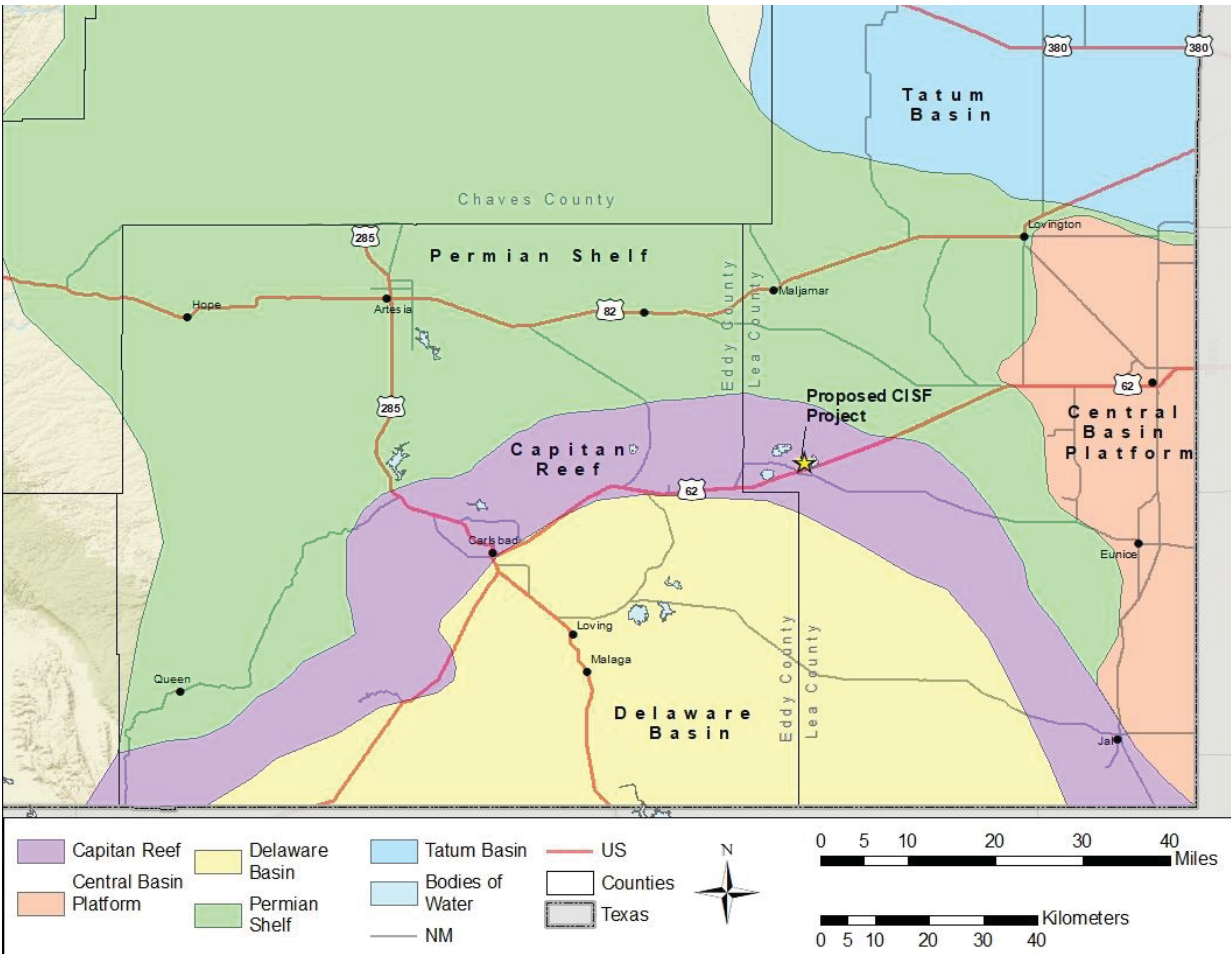 380
380
Tatum
Basin
Chaves County
Lovington
285
Permian Shelf
Eddy County
Lea County
Maljamar
Hope
Artesia
82
285
62
Proposed CISF
Project
Central
Basin
Platform
Capitan
Reef
62
Carlsbad
Eunice
Loving
Malaga
Eddy County
Lea County
Queen
Delaware
Basin
Jal
Capitan Reef
Central Basin
Platform
Delaware
Basin
Permian
Shelf
Tatum Basin
Bodies of
Water
NM
US
Counties
Texas
N
0 5 10 20 30 40
Miles
Kilometers
0 5 10 20 30 40